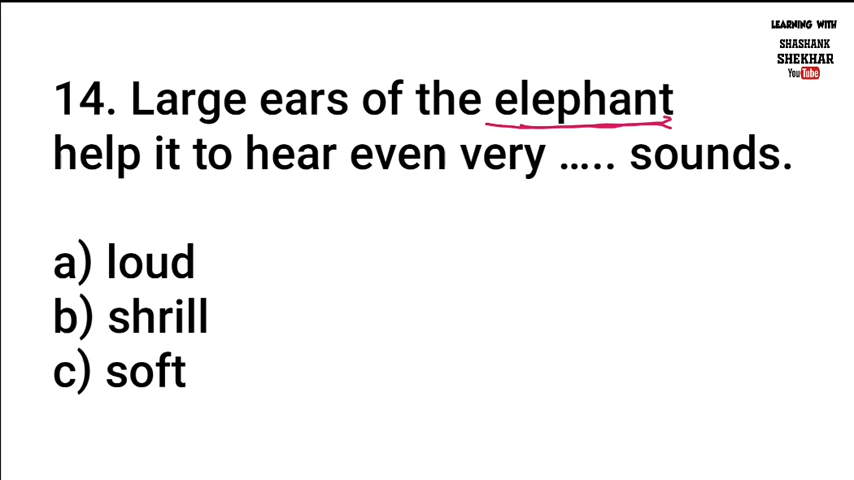 LEARNING WITH
SHASHANK
SHEKHAR
YouTube
14. Large ears of the elephant
help it to hear even very ..... sounds.
a) loud
b) shrill
c) soft